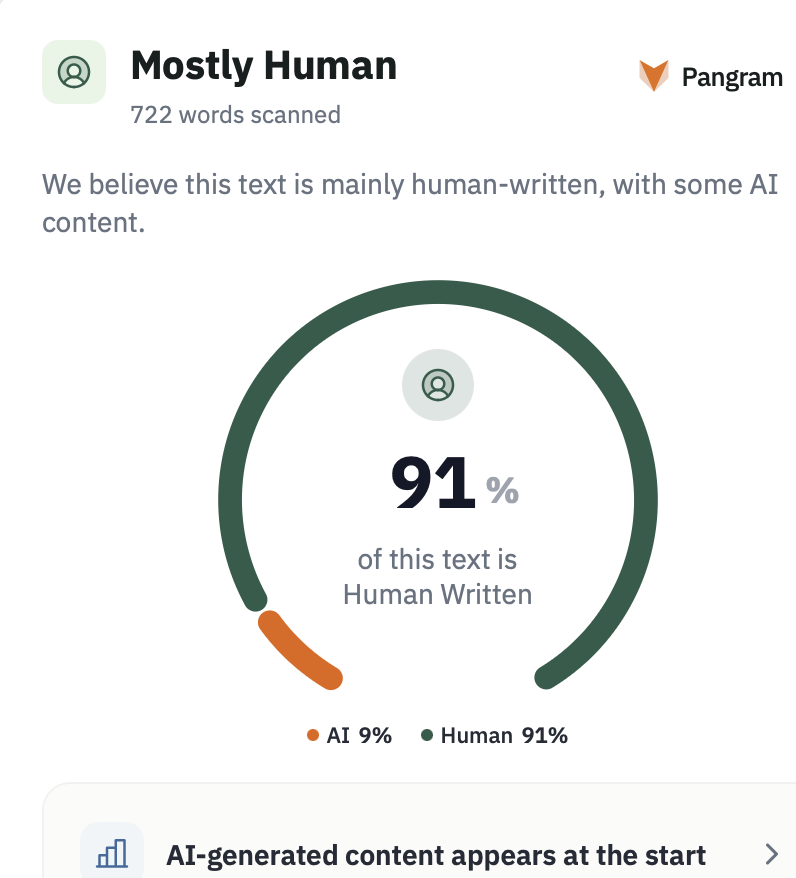 Mostly Human
722 words scanned
Pangram
We believe this text is mainly human-written, with some AI
content.
91 %
of this text is
Human Written
AI 9% Human 91%
AI-generated content appears at the start